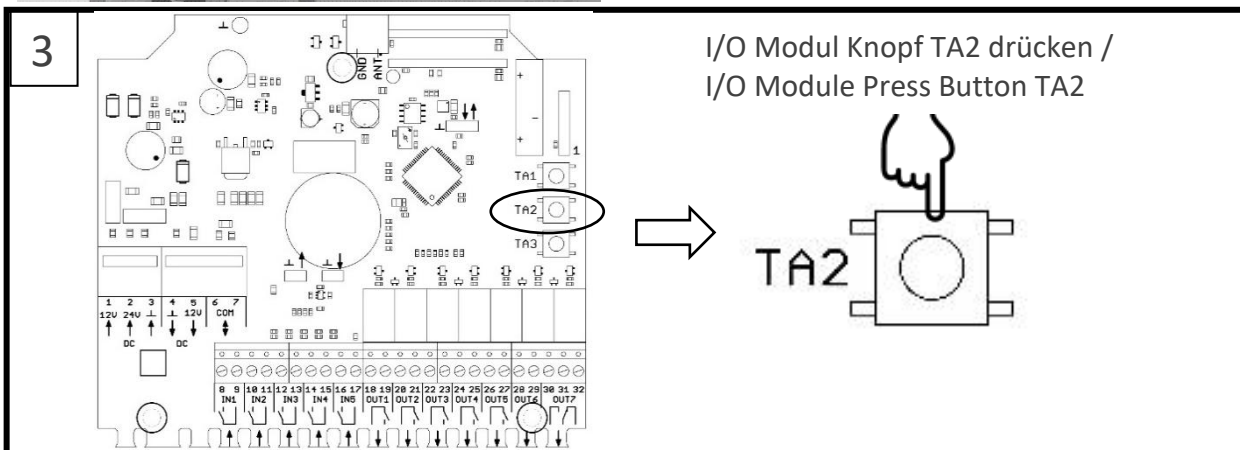 3
I/O Modul Knopf TA2 drücken /
I/O Module Press Button TA2
GND
ANT.
1
TA1
TA2
TA3
TA2
1 2 3 4 5 6 7
12V 24V ⊥ ⊥ 12V COM
DC DC
8 9 10 11 12 13 14 15 16 17 18 19 20 21 22 23 24 25 26 27 28 29 30 31 32
IN1 IN2 IN3 IN4 IN5 OUT1 OUT2 OUT3 OUT4 OUT5 OUT6 OUT7